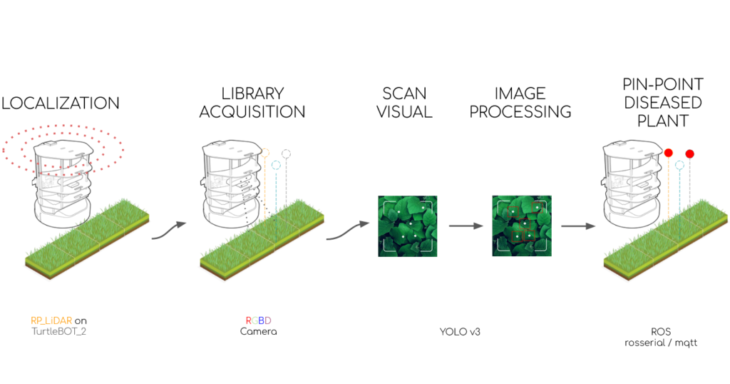 LOCALIZATION
LIBRARY
ACQUISITION
SCAN
VISUAL
IMAGE
PROCESSING
PIN-POINT
DISEASED
PLANT
RP_LiDAR on
TurtleBOT_2
RGBD
Camera
YOLO v3
ROS
rosserial / mqtt